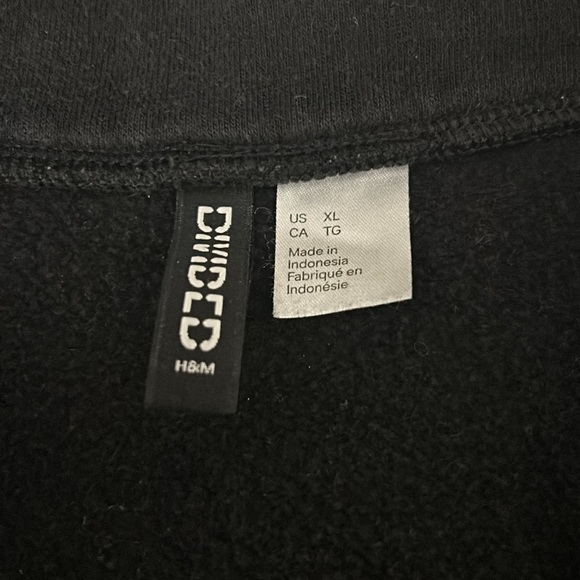 DIVIDED
H&M
US XL
CA TG
Made in
Indonesia
Fabriqué en
Indonésie